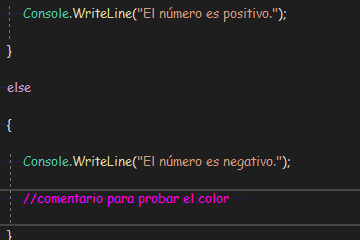 Console.WriteLine("El número es positivo.");
}
else
{
Console.WriteLine("El número es negativo.");
//comentario para probar el color
}